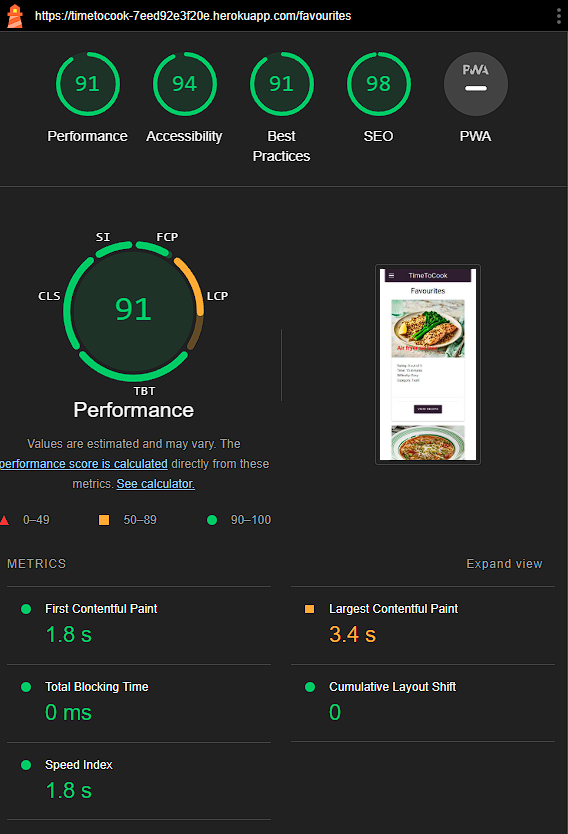 https://timetocook-7eed92e3f20e.herokuapp.com/favourites
91
94
91
98
PWA
Performance
Accessibility
Best
Practices
SEO
PWA
SI
FCP
CLS
LCP
91
TBT
Performance
Values are estimated and may vary. The
performance score is calculated directly from these
metrics. See calculator.
0–49
50–89
90–100
TimeToCook
Favourites
Air fryer
METRICS
Expand view
First Contentful Paint
1.8 s
Largest Contentful Paint
3.4 s
Total Blocking Time
0 ms
Cumulative Layout Shift
0
Speed Index
1.8 s